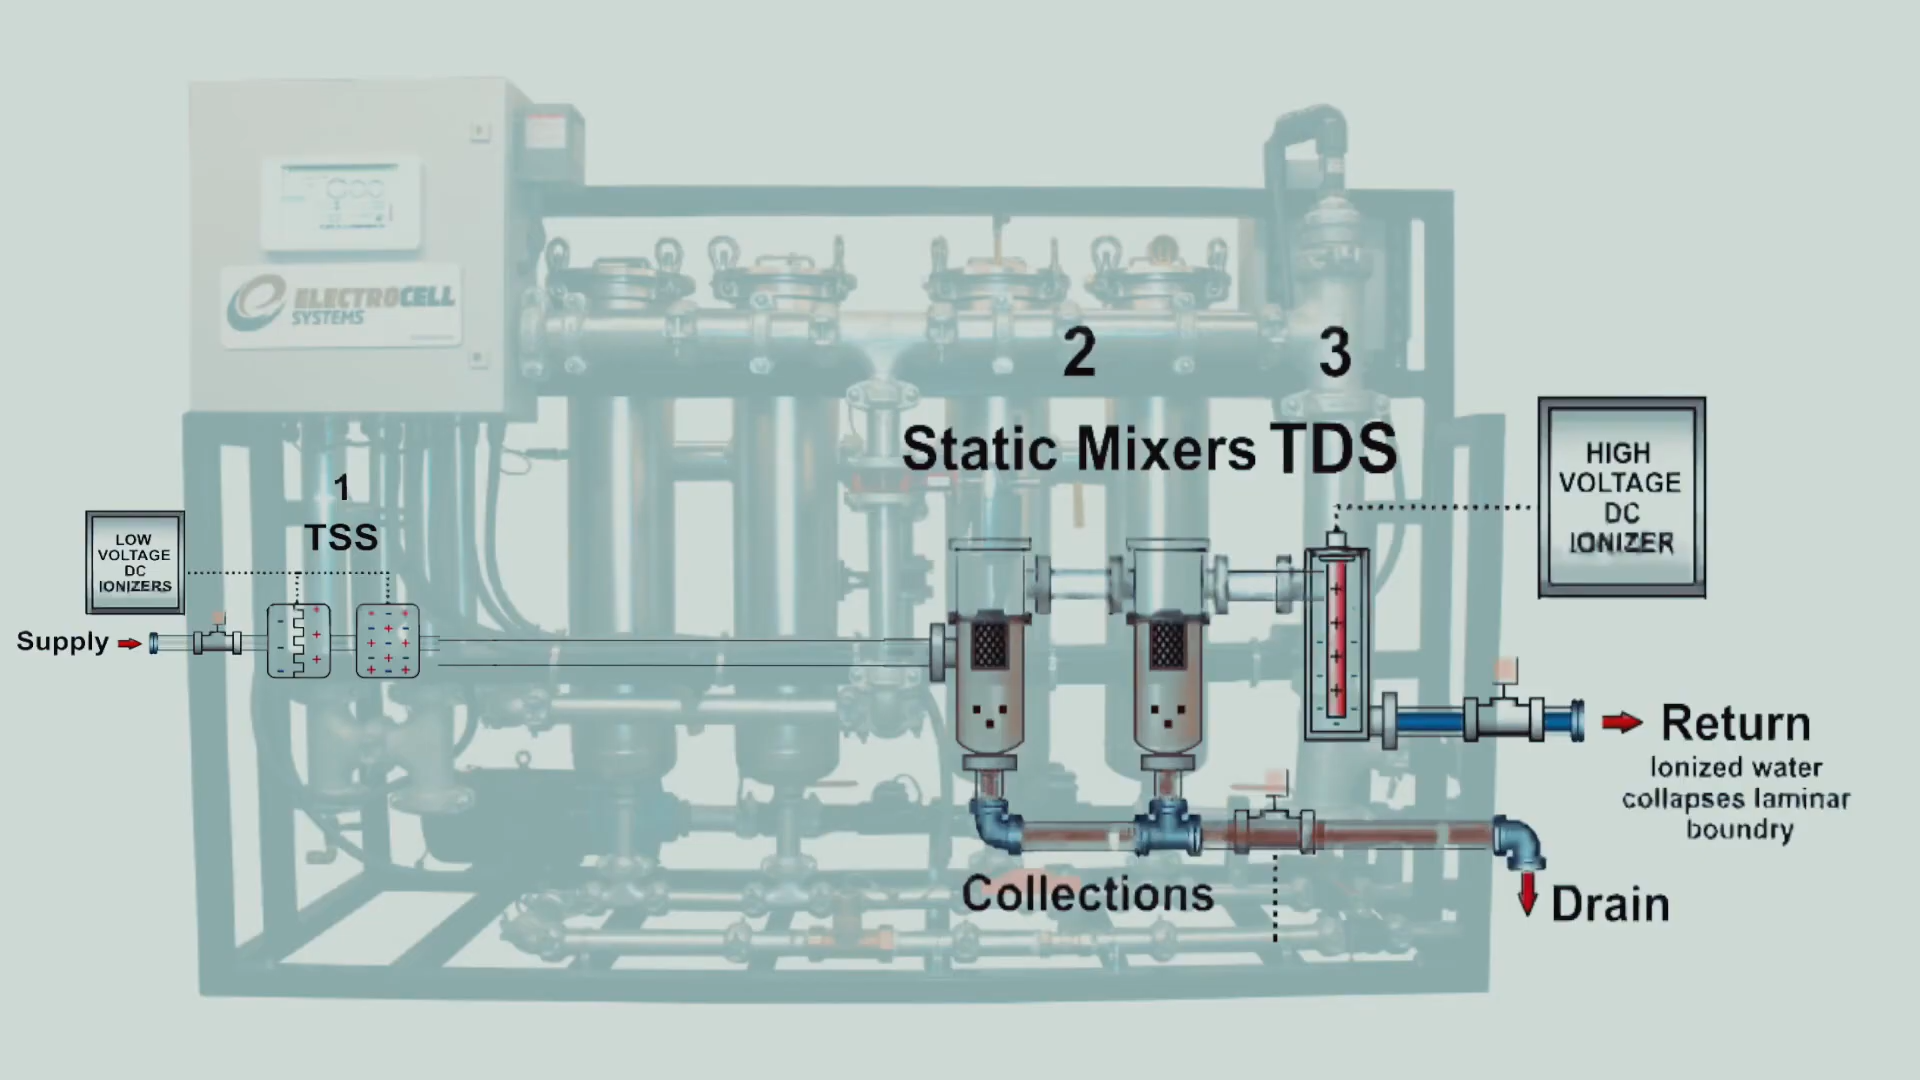 ELECTROCELL
SYSTEMS
1
TSS
LOW
VOLTAGE
DC
IONIZERS
Supply
2
Static Mixers
3
TDS
HIGH
VOLTAGE
DC
IONIZER
Return
Ionized water
collapses laminar
boundry
Collections
Drain